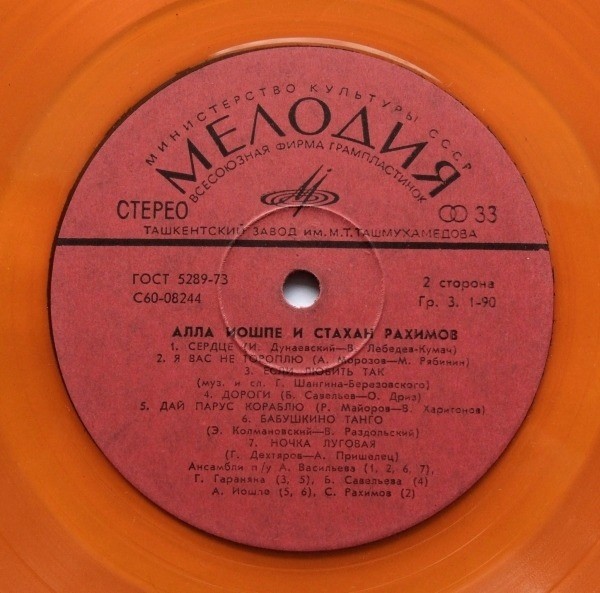 МИНИСТЕРСТВО КУЛЬТУРЫ СССР
МЕЛОДИЯ
ВСЕСОЮЗНАЯ ФИРМА ГРАМПЛАСТИНОК
СТЕРЕО
33
ТАШКЕНТСКИЙ ЗАВОД ИМ. М.Т. ТАШМУХАМЕДОВА
ГОСТ 5289-73
2 сторона
С60-08244
Гр. 3. 1-90
АЛЛА ИОШПЕ И СТАХАН РАХИМОВ
1. СЕРДЦЕ (И. Дунаевский—В. Лебедев-Кумач)
2. Я ВАС НЕ ТОРОПЛЮ (А. Морозов—М. Рябинин)
3. ЕСЛИ ЛЮБИТЬ ТАК
(муз. и сл. Г. Шангина-Березовского)
4. ДОРОГИ (Б. Савельев—О. Дриз)
5. ДАЙ ПАРУС КОРАБЛЮ (Р. Майоров—В. Харитонов)
6. БАБУШКИНО ТАНГО
(Э. Колмановский—В. Раздольский)
7. НОЧКА ЛУГОВАЯ
(Г. Дехтяров—А. Пришелец)
Ансамбли п/у А. Васильева (1, 2, 6, 7),
Г. Гараняна (3, 5), Б. Савельева (4)
А. Иошпе (5, 6), С. Рахимов (2)